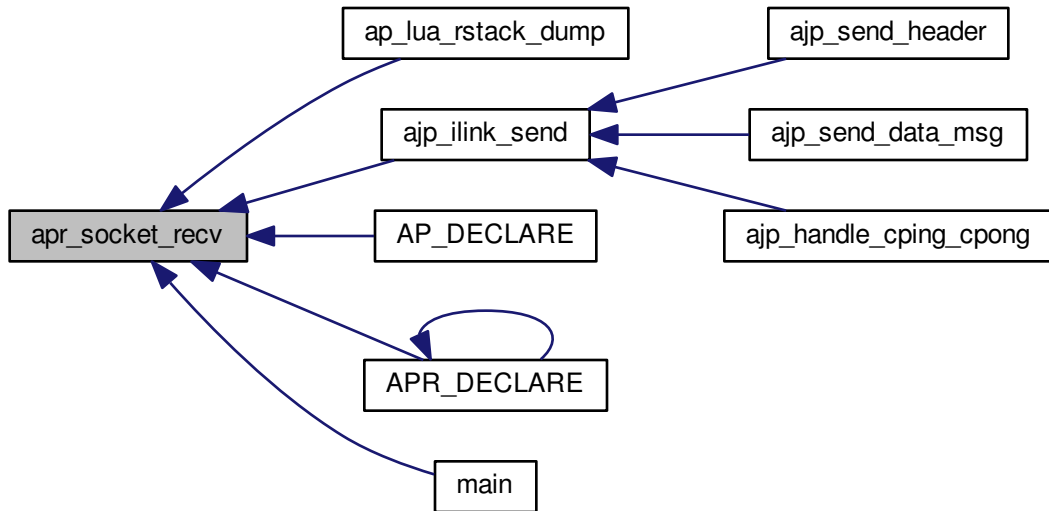 ap_lua_rstack_dump
ajp_send_header
ajp_ilink_send
ajp_send_data_msg
apr_socket_recv
AP_DECLARE
ajp_handle_cping_cpong
APR_DECLARE
main